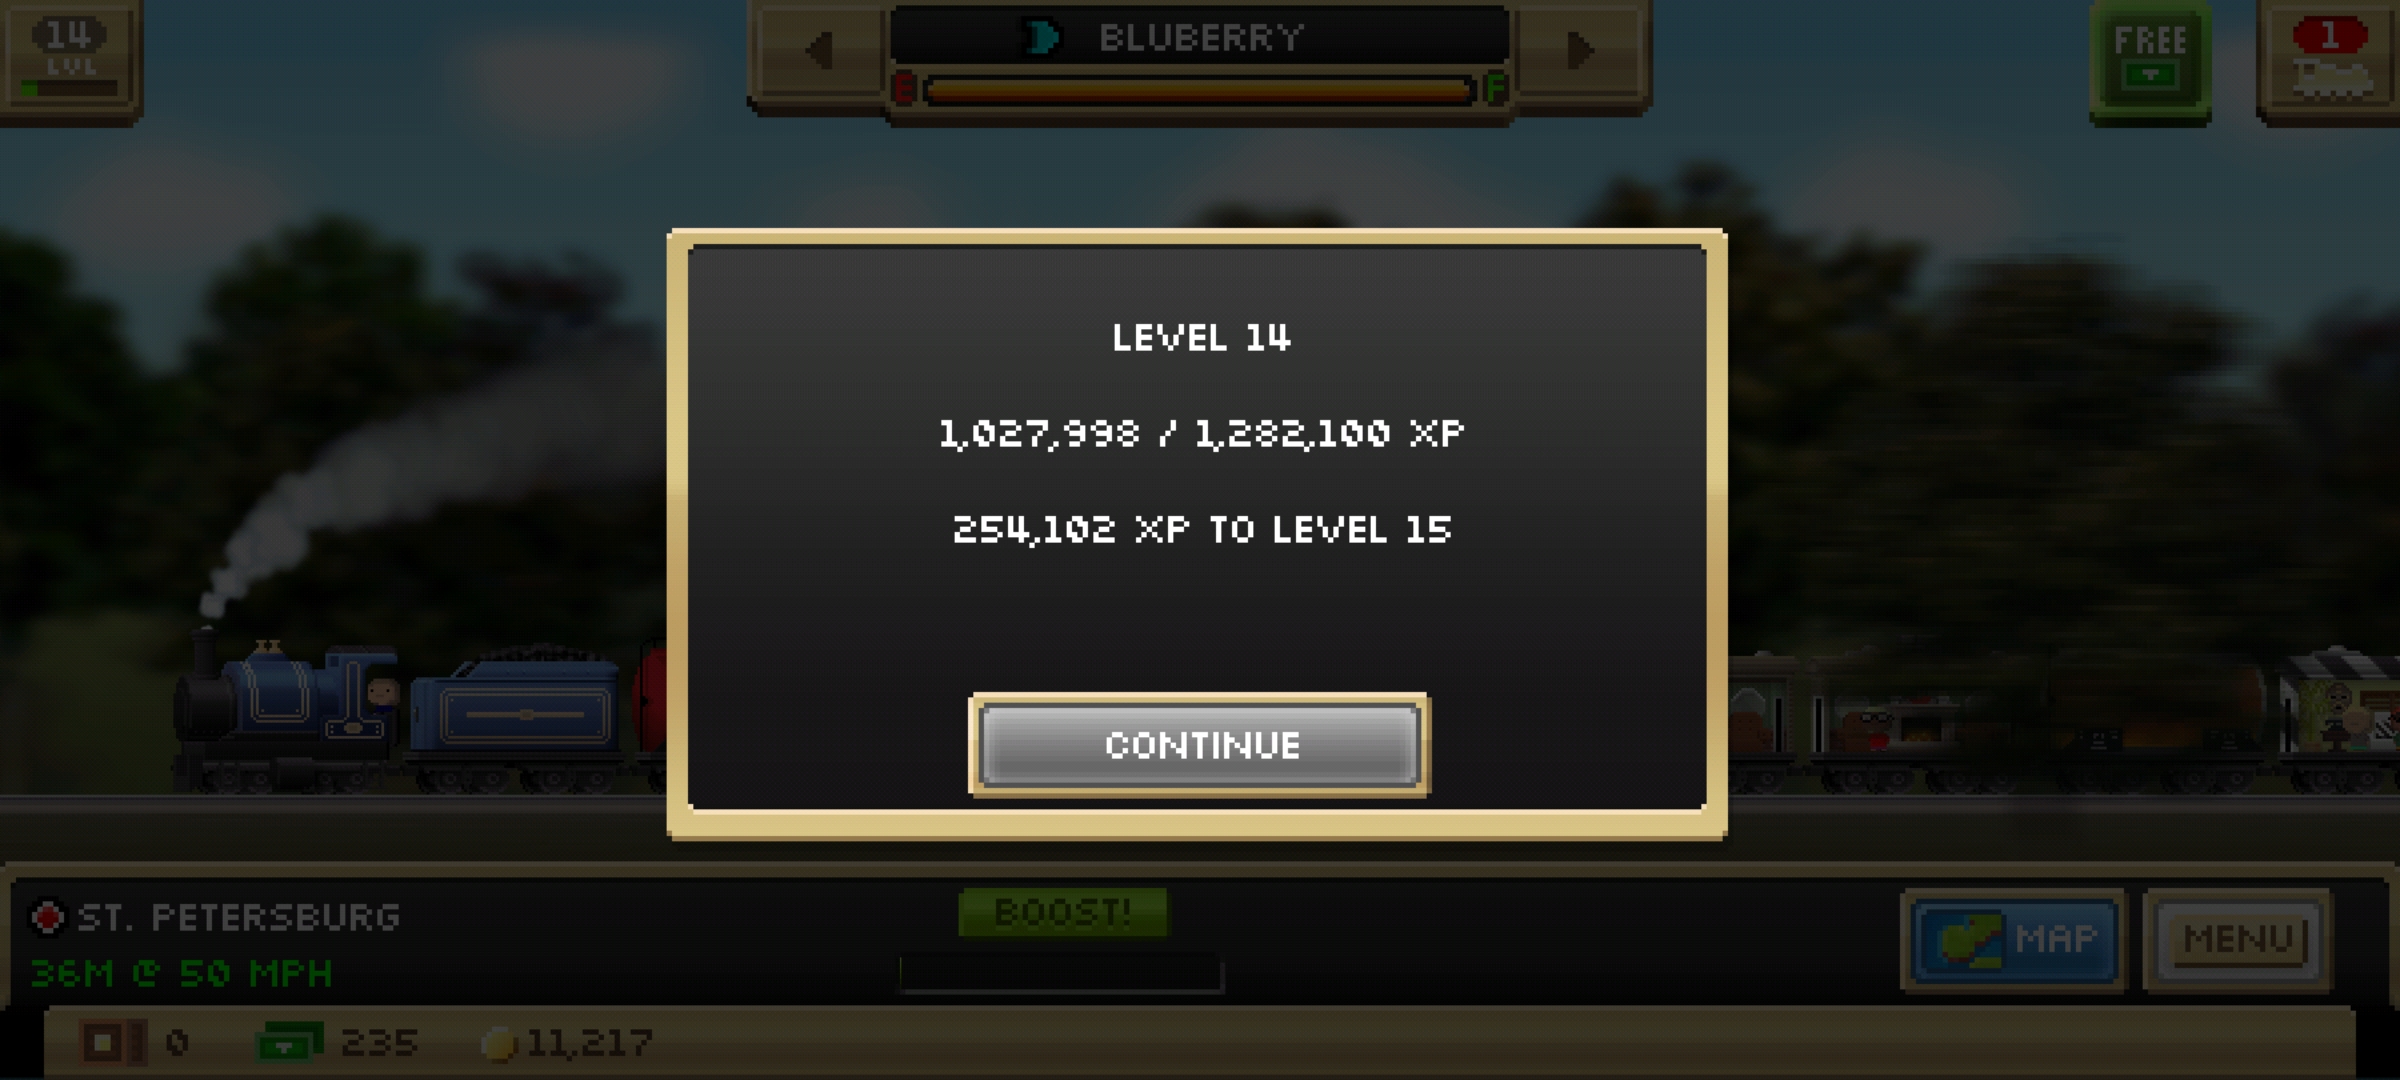 14
LVL
BLUBERRY
E F
FREE
1
LEVEL 14
1,027,998 / 1,282,100 XP
254,102 XP TO LEVEL 15
CONTINUE
ST. PETERSBURG
36M @ 50 MPH
BOOST!
MAP
MENU
0 235 11,217